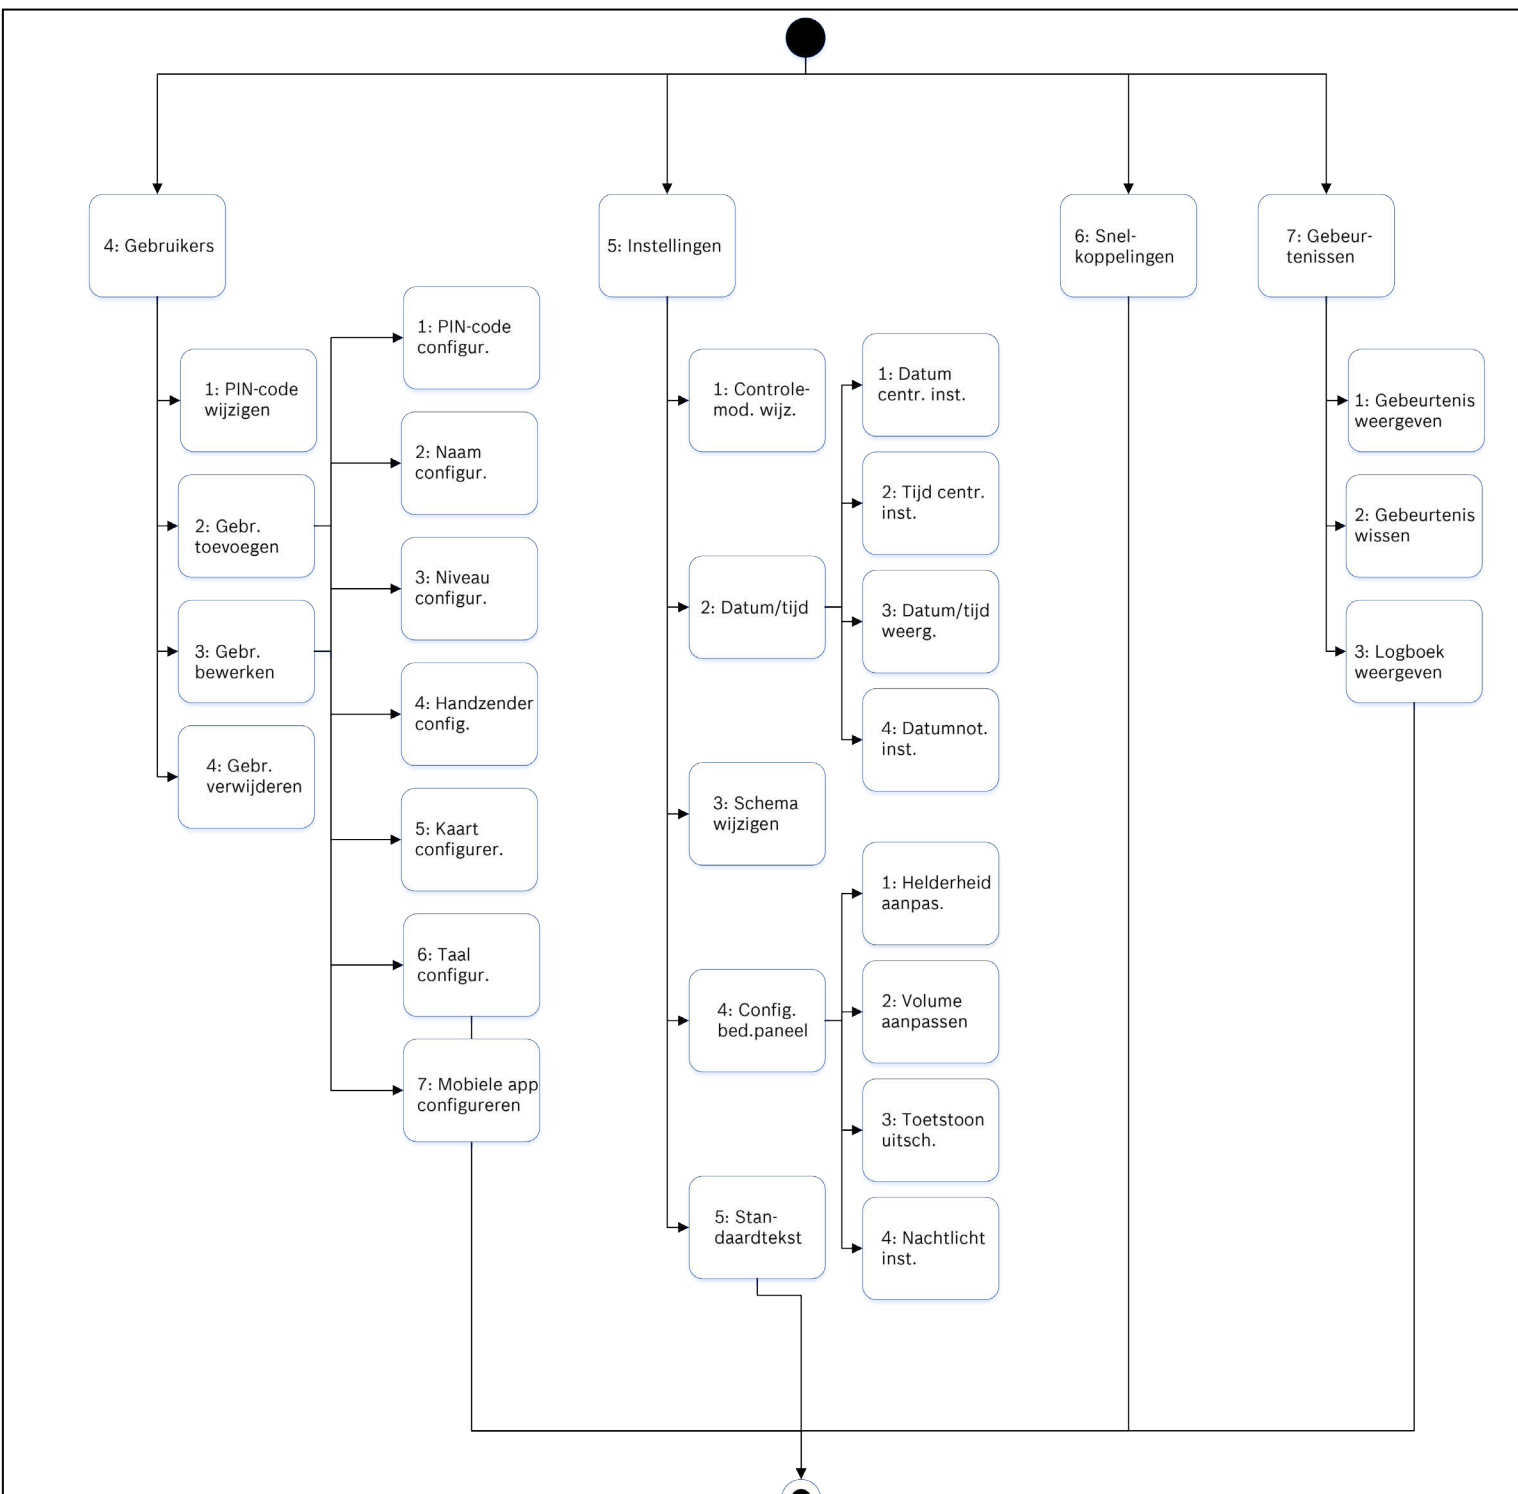 4: Gebruikers
1: PIN-code
wijzigen
2: Gebr.
toevoegen
3: Gebr.
bewerken
4: Gebr.
verwijderen
1: PIN-code
configur.
2: Naam
configur.
3: Niveau
configur.
4: Handzender
config.
5: Kaart
configurer.
6: Taal
configur.
7: Mobiele app
configureren
5: Instellingen
1: Controle-
mod. wijz.
2: Datum/tijd
1: Datum
centr. inst.
2: Tijd centr.
inst.
3: Datum/tijd
weerg.
4: Datumnot.
inst.
3: Schema
wijzigen
4: Config.
bed.paneel
1: Helderheid
aanpas.
2: Volume
aanpassen
3: Toetstoon
uitsch.
4: Nachtlicht
inst.
5: Stan-
daardtekst
6: Snel-
koppelingen
7: Gebeur-
tenissen
1: Gebeurtenis
weergeven
2: Gebeurtenis
wissen
3: Logboek
weergeven